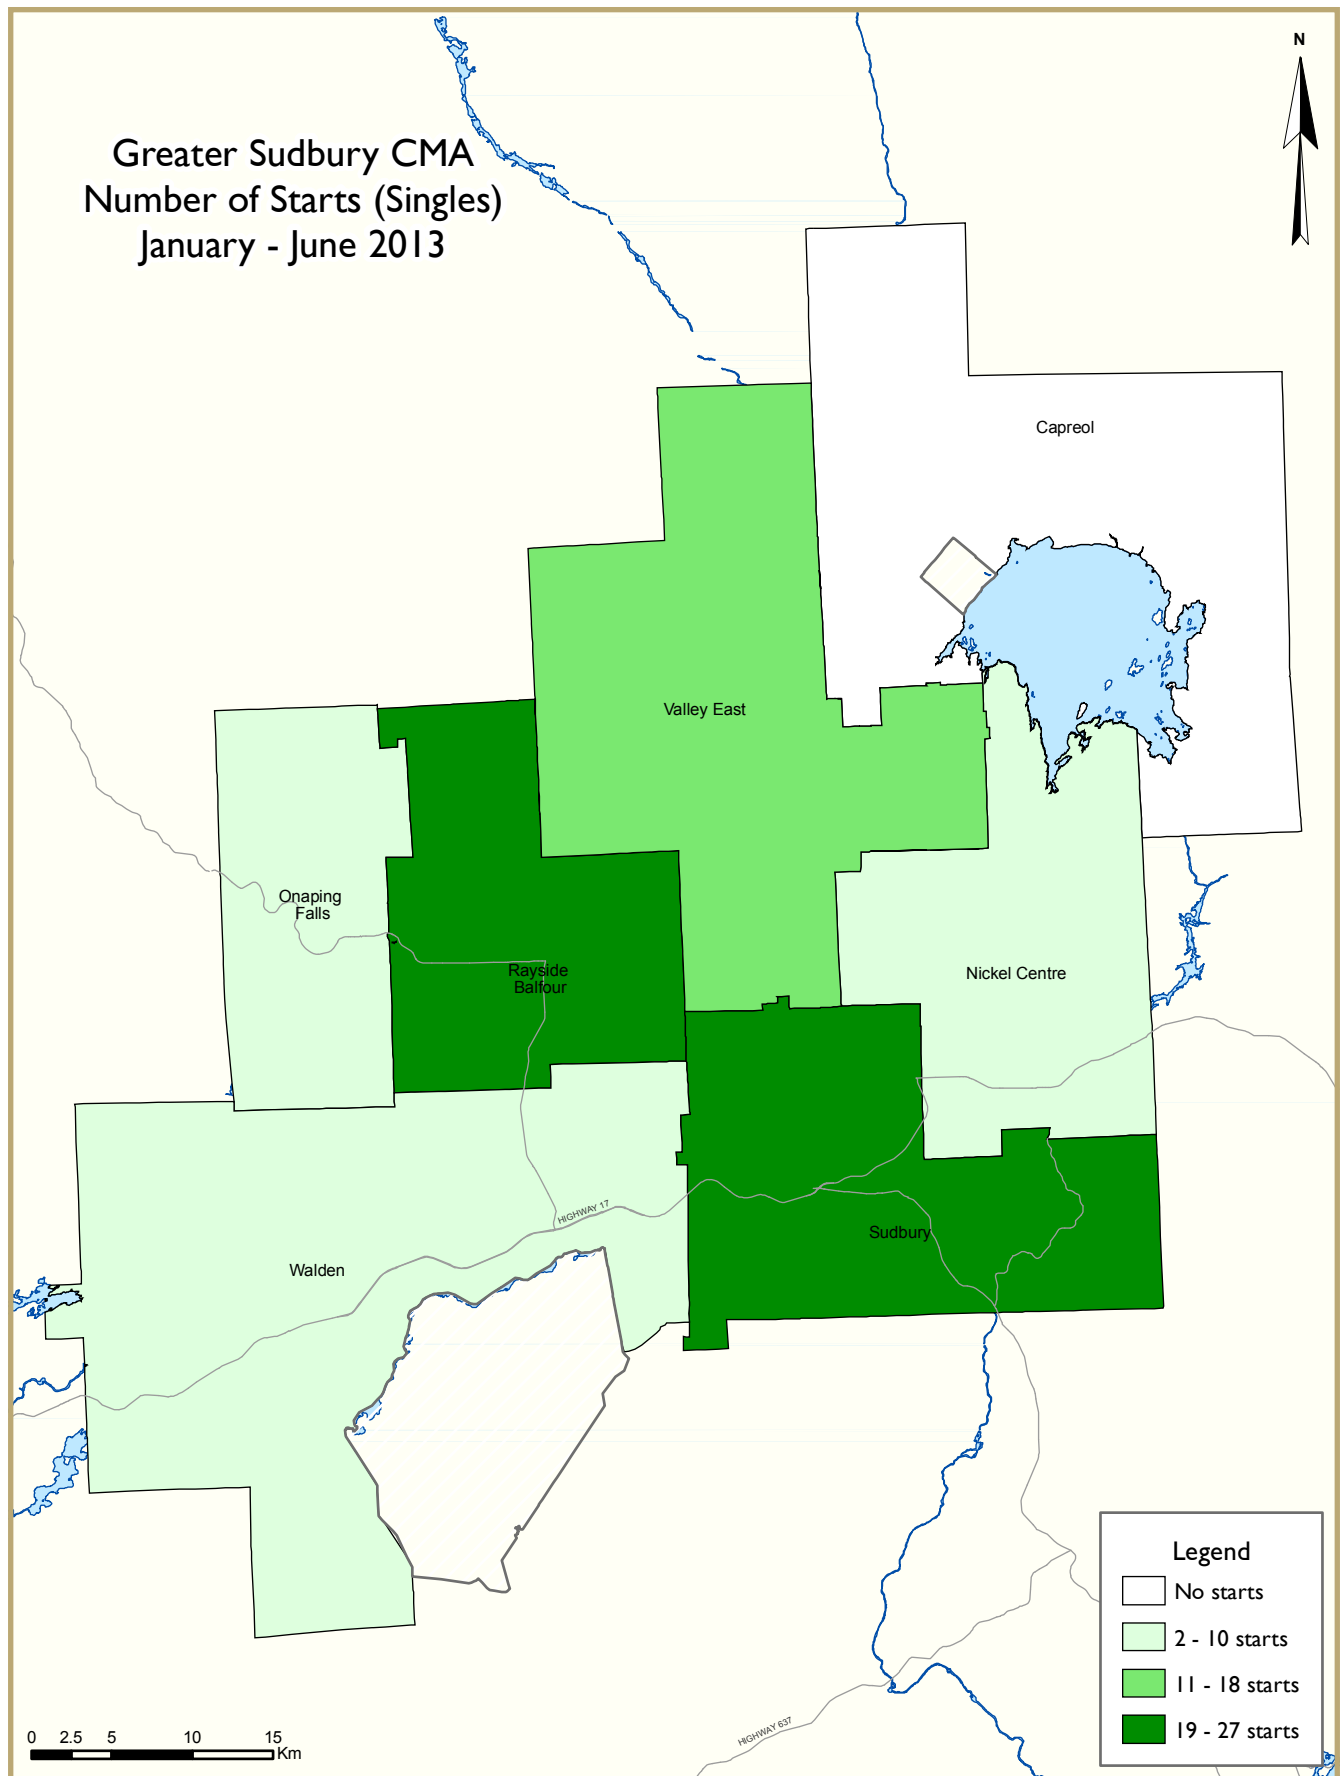 N
Greater Sudbury CMA
Number of Starts (Singles)
January - June 2013
Capreol
Valley East
Onaping
Falls
Rayside
Balfour
Nickel Centre
HIGHWAY 17
Sudbury
Walden
Legend
No starts
2 - 10 starts
11 - 18 starts
19 - 27 starts
HIGHWAY 637
0 2.5 5 10 15
Km